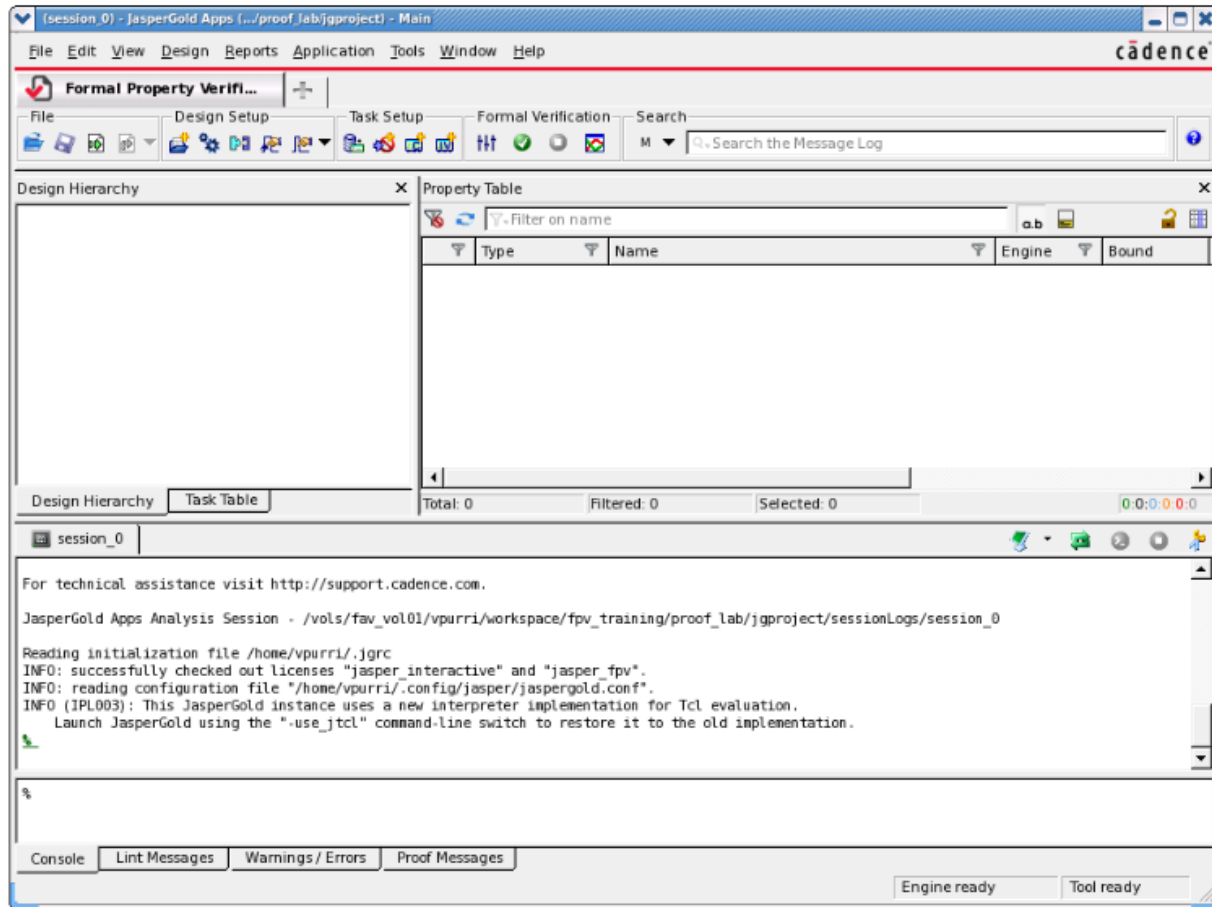 (session_0) - JasperGold Apps (.../proof_lab/jgproject) - Main
File Edit View Design Reports Application Tools Window Help
cādence
Formal Property Verifi...
File Design Setup Task Setup Formal Verification Search
M Search the Message Log
Design Hierarchy
Property Table
Filter on name
a.b
Type Name Engine Bound
Design Hierarchy Task Table
Total: 0 Filtered: 0 Selected: 0 0:0:0:0:0:0
session_0
For technical assistance visit http://support.cadence.com.
JasperGold Apps Analysis Session - /vols/fav_vol01/vpurri/workspace/fpv_training/proof_lab/jgproject/sessionLogs/session_0
Reading initialization file /home/vpurri/.jgrc
INFO: successfully checked out licenses "jasper_interactive" and "jasper_fpv".
INFO: reading configuration file "/home/vpurri/.config/jasper/jaspergold.conf".
INFO (IPL003): This JasperGold instance uses a new interpreter implementation for Tcl evaluation.
Launch JasperGold using the "-use_jtcl" command-line switch to restore it to the old implementation.
%
%
Console Lint Messages Warnings / Errors Proof Messages
Engine ready Tool ready